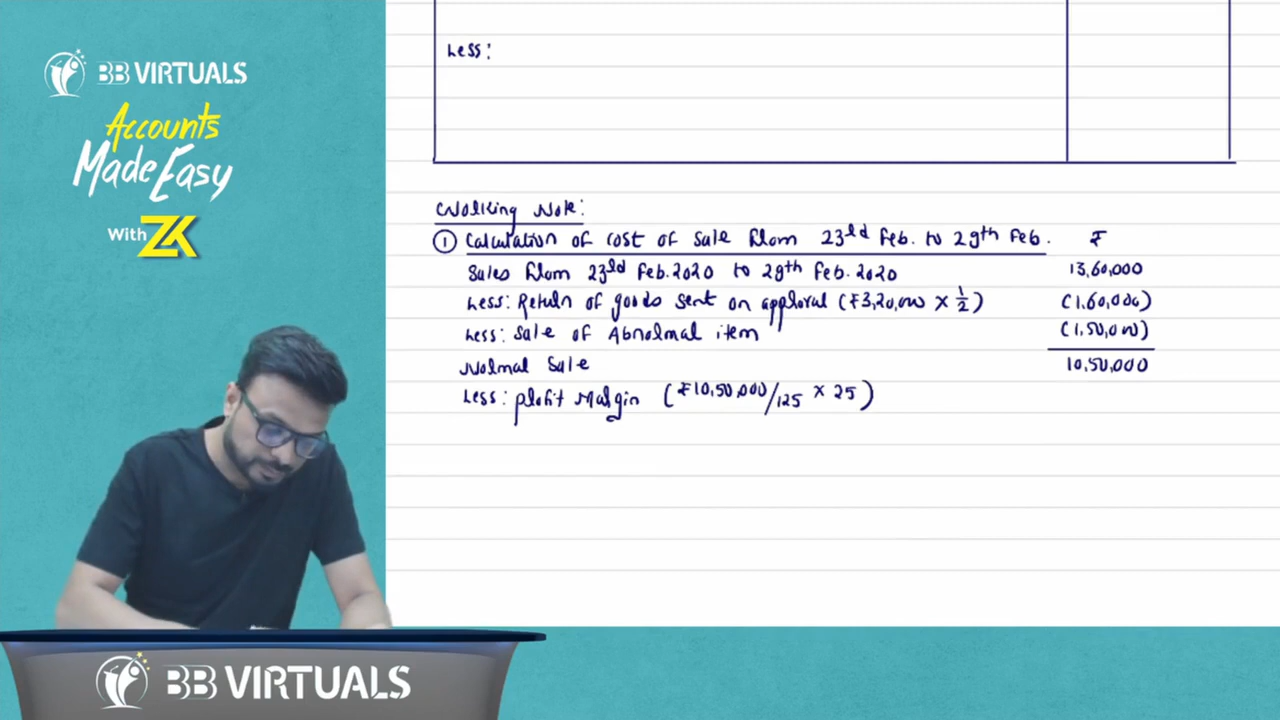 BB VIRTUALS
Accounts
Made Easy
With ZK
Less:
Working Note:
① Calculation of cost of Sale from 23rd Feb. to 29th Feb. ₹
Sales from 23rd Feb. 2020 to 29th Feb. 2020 13,60,000
Less: Return of goods sent on approval (₹3,20,000 × 1/2) (1,60,000)
Less: Sale of Abnormal item (1,50,000)
Normal Sale 10,50,000
Less: profit Margin (₹10,50,000/125 × 25)
BB VIRTUALS